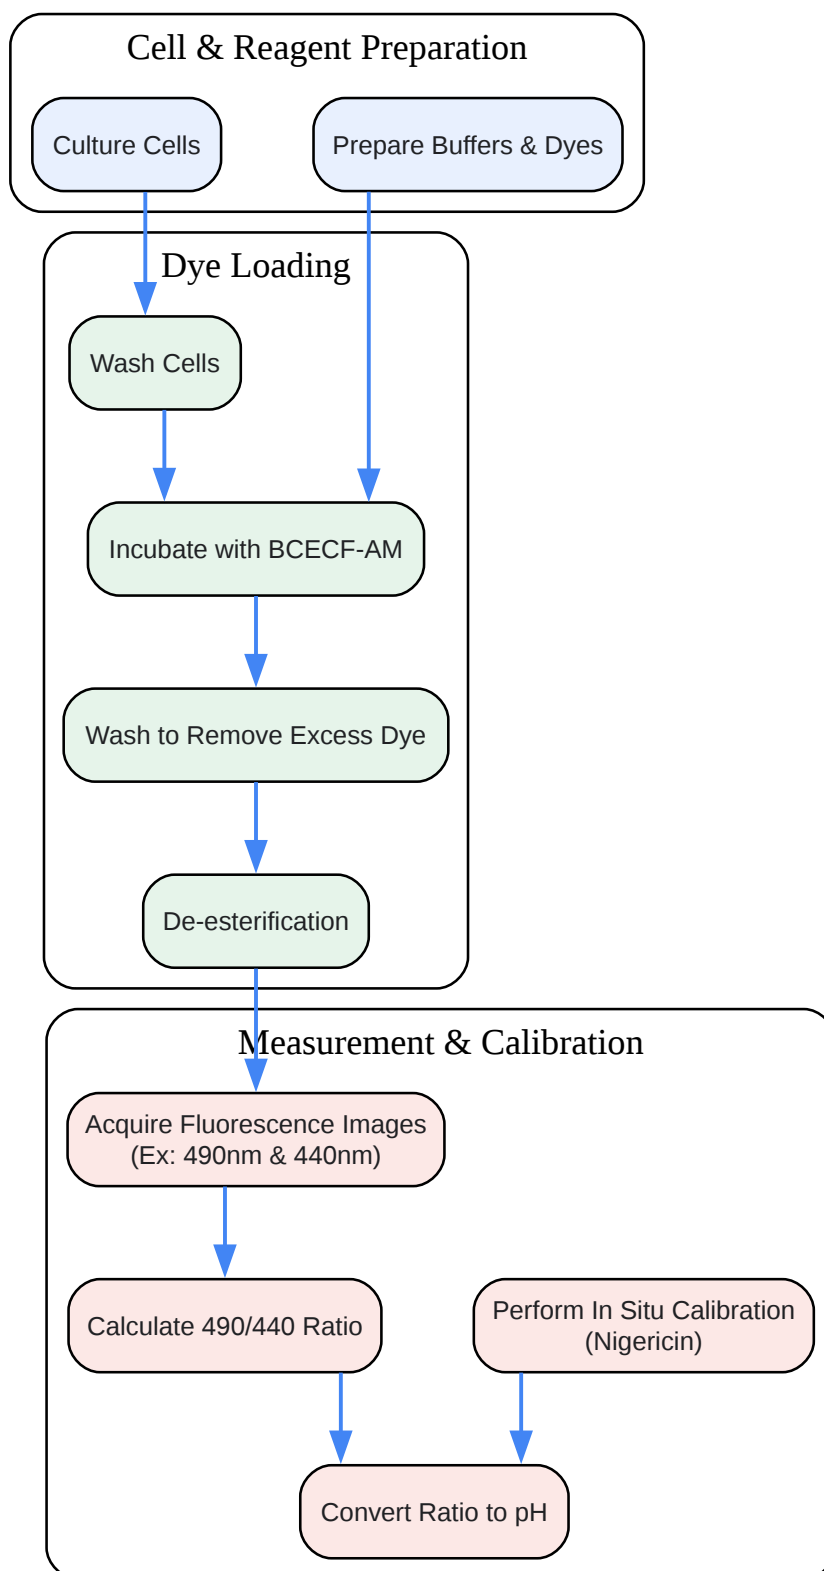 Cell & Reagent Preparation
Culture Cells
Prepare Buffers & Dyes
Dye Loading
Wash Cells
Incubate with BCECF-AM
Wash to Remove Excess Dye
De-esterification
Measurement & Calibration
Acquire Fluorescence Images
(Ex: 490nm & 440nm)
Calculate 490/440 Ratio
Perform In Situ Calibration
(Nigericin)
Convert Ratio to pH